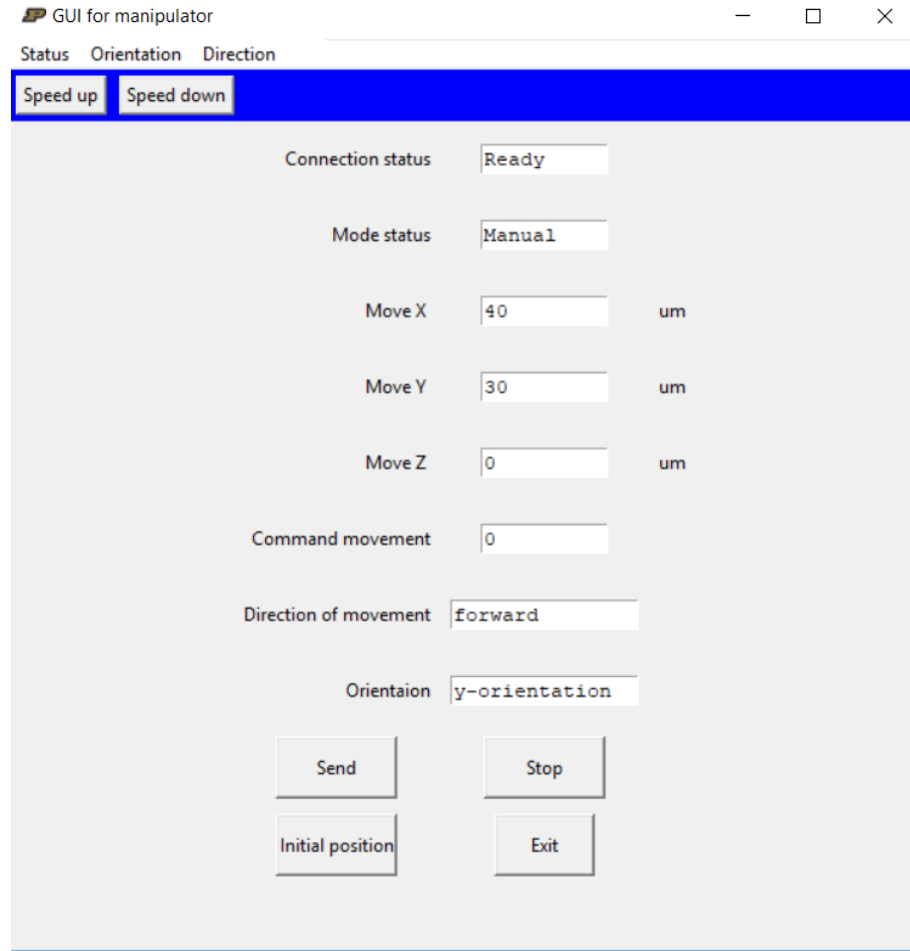 GUI for manipulator
Status Orientation Direction
Speed up Speed down
Connection status Ready
Mode status Manual
Move X 40 um
Move Y 30 um
Move Z 0 um
Command movement 0
Direction of movement forward
Orientaion y-orientation
Send Stop
Initial position Exit